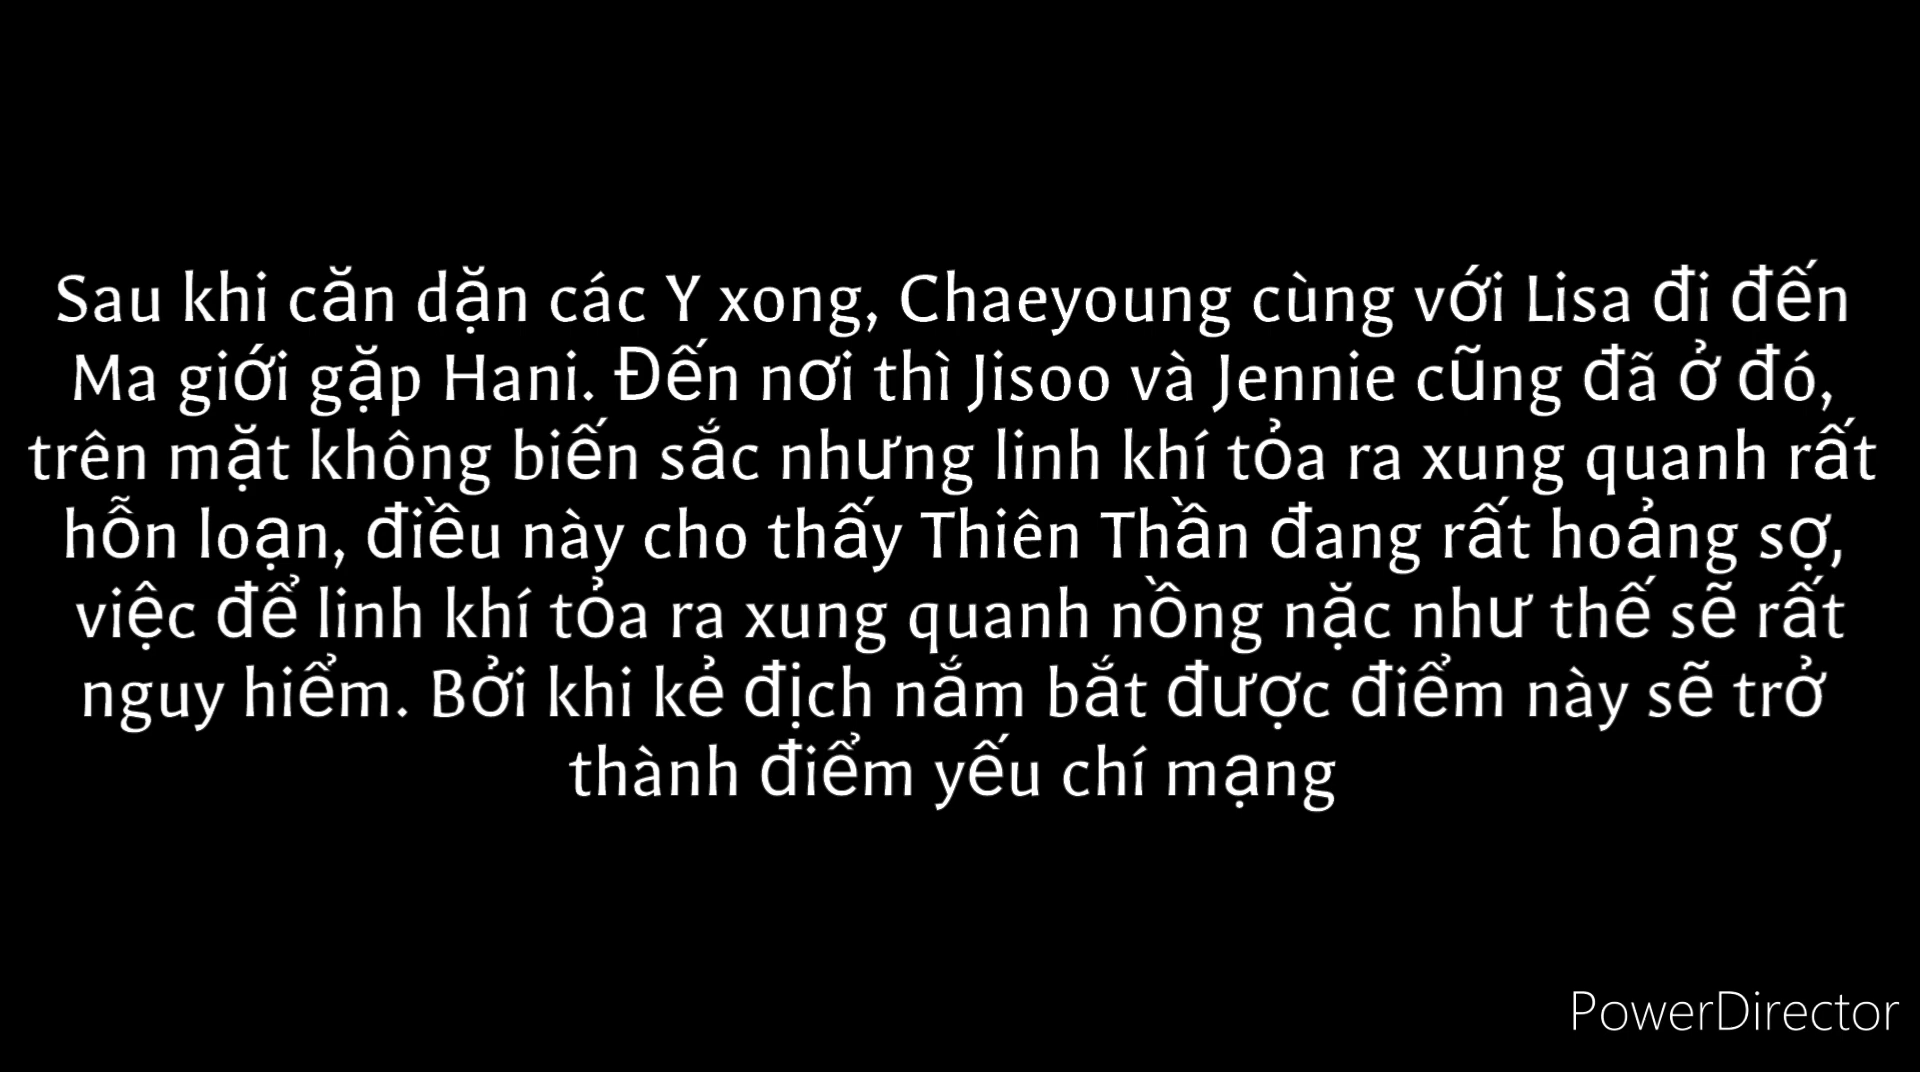 Sau khi căn dặn các Y xong, Chaeyoung cùng với Lisa đi đến
Ma giới gặp Hani. Đến nơi thì Jisoo và Jennie cũng đã ở đó,
trên mặt không biến sắc nhưng linh khí tỏa ra xung quanh rất
hỗn loạn, điều này cho thấy Thiên Thần đang rất hoảng sợ,
việc để linh khí tỏa ra xung quanh nồng nặc như thế sẽ rất
nguy hiểm. Bởi khi kẻ địch nắm bắt được điểm này sẽ trở
thành điểm yếu chí mạng
PowerDirector